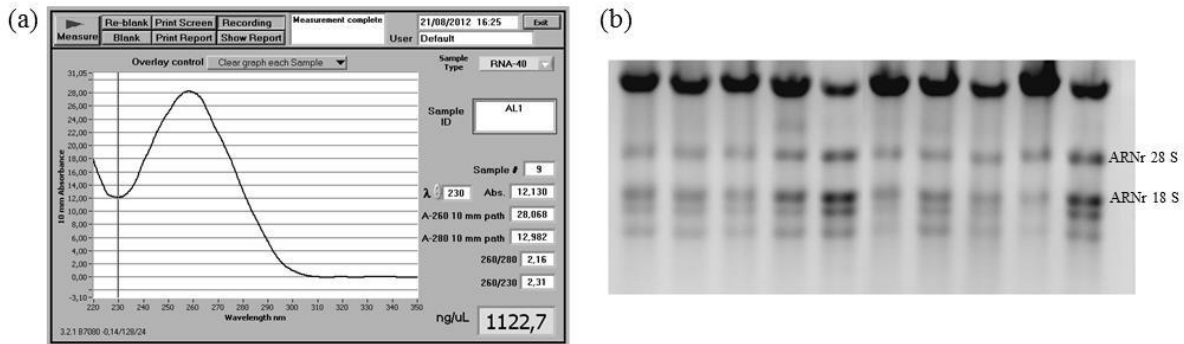 (a)
Measure
Re-blank Print Screen Recording
Blank Print Report Show Report
Measurement complete
21/08/2012 16:25 Exit
User Default
Overlay control Clear graph each Sample
Sample Type RNA-40
Sample ID AL1
Sample # 9
λ 230 Abs. 12,130
A-260 10 mm path 28,068
A-280 10 mm path 12,982
260/280 2,16
260/230 2,31
ng/uL 1122,7
10 mm Absorbance
31,05
28,00
26,00
24,00
22,00
20,00
18,00
16,00
14,00
12,00
10,00
8,00
6,00
4,00
2,00
0,00
-3,10
220 230 240 250 260 270 280 290 300 310 320 330 340 350
Wavelength nm
3.2.1 B7080 -0,14/128/24
(b)
ARNr 28 S
ARNr 18 S